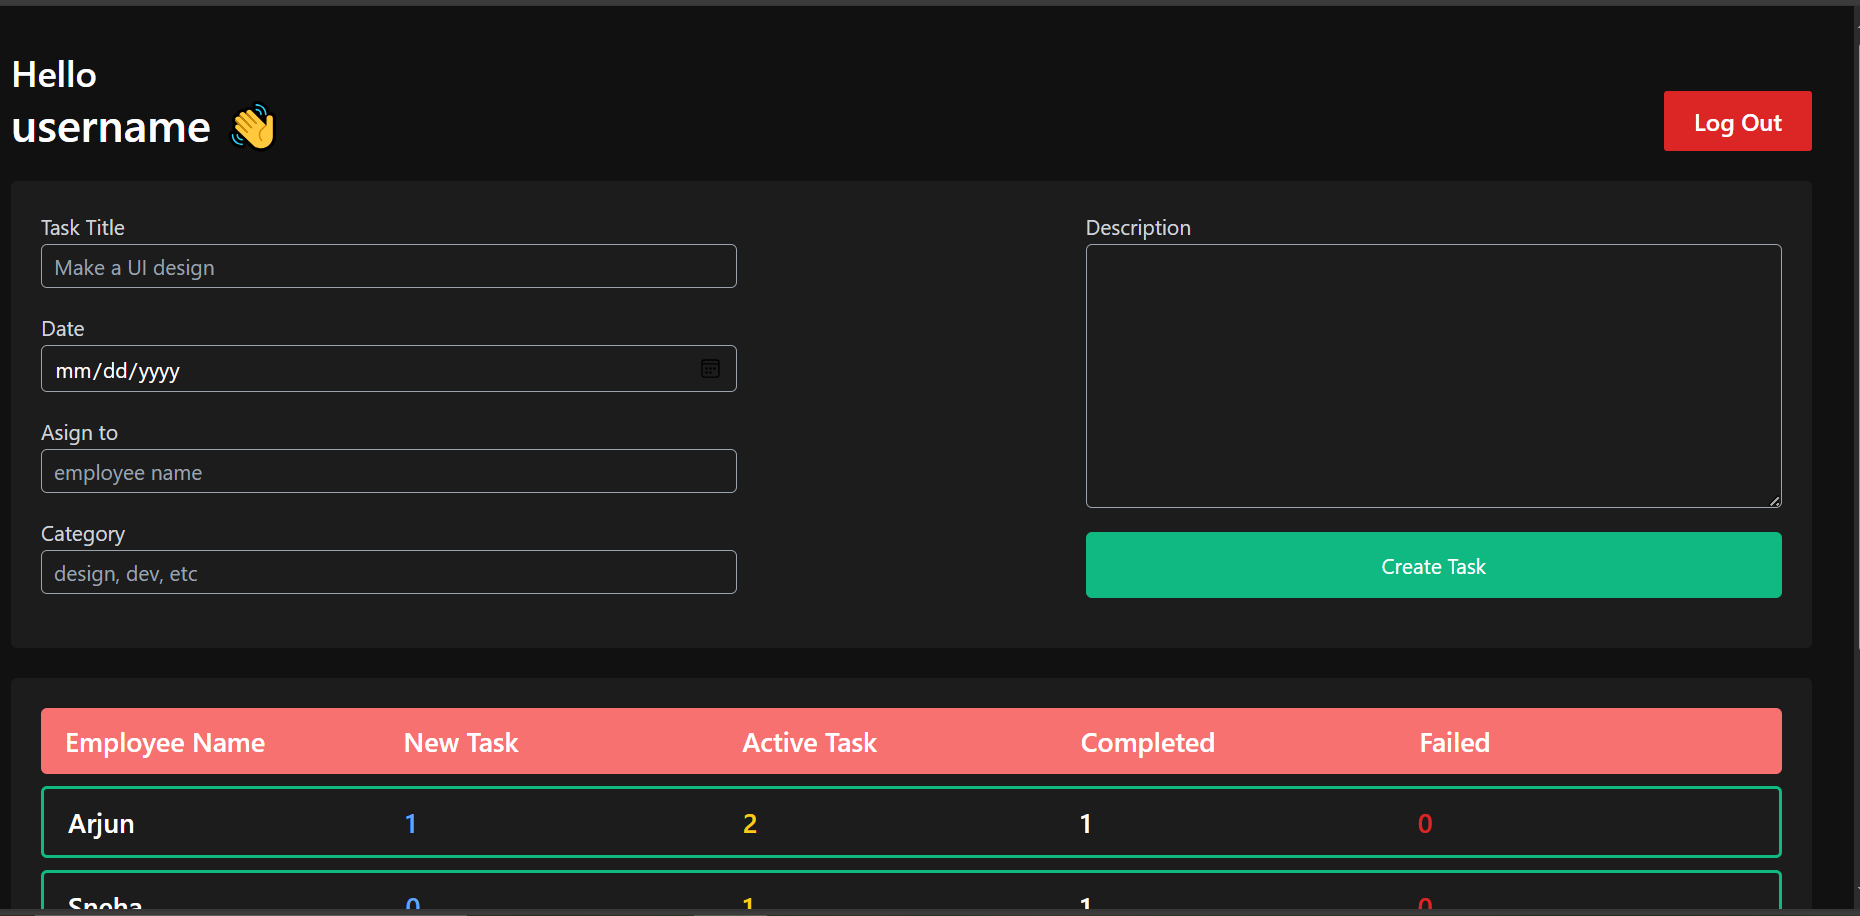 Hello
username 👋
Log Out
Task Title
Make a UI design
Date
mm/dd/yyyy
Asign to
employee name
Category
design, dev, etc
Description
Create Task
Employee Name New Task Active Task Completed Failed
Arjun 1 2 1 0
Sneha 0 1 1 0